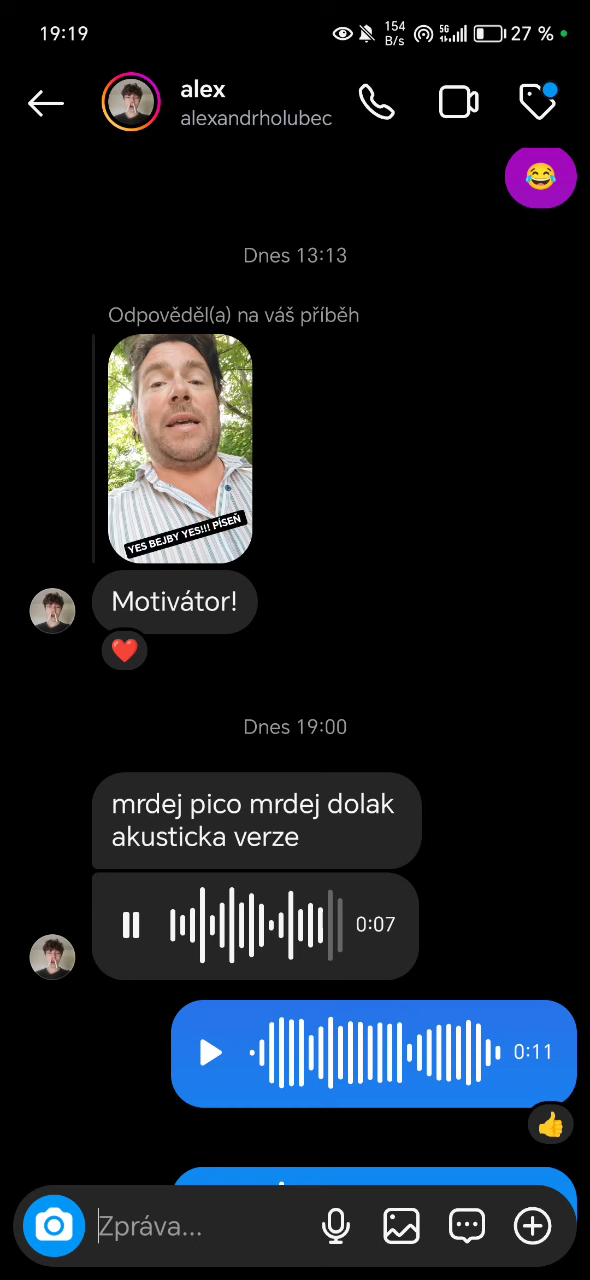 19:19
154
B/s
5G
27 %
alex
alexandrholubec
Dnes 13:13
Odpověděl(a) na váš příběh
YES BEJBY YES!!! PÍSEŇ
Motivátor!
Dnes 19:00
mrdej pico mrdej dolak
akusticka verze
0:07
0:11
Zpráva...